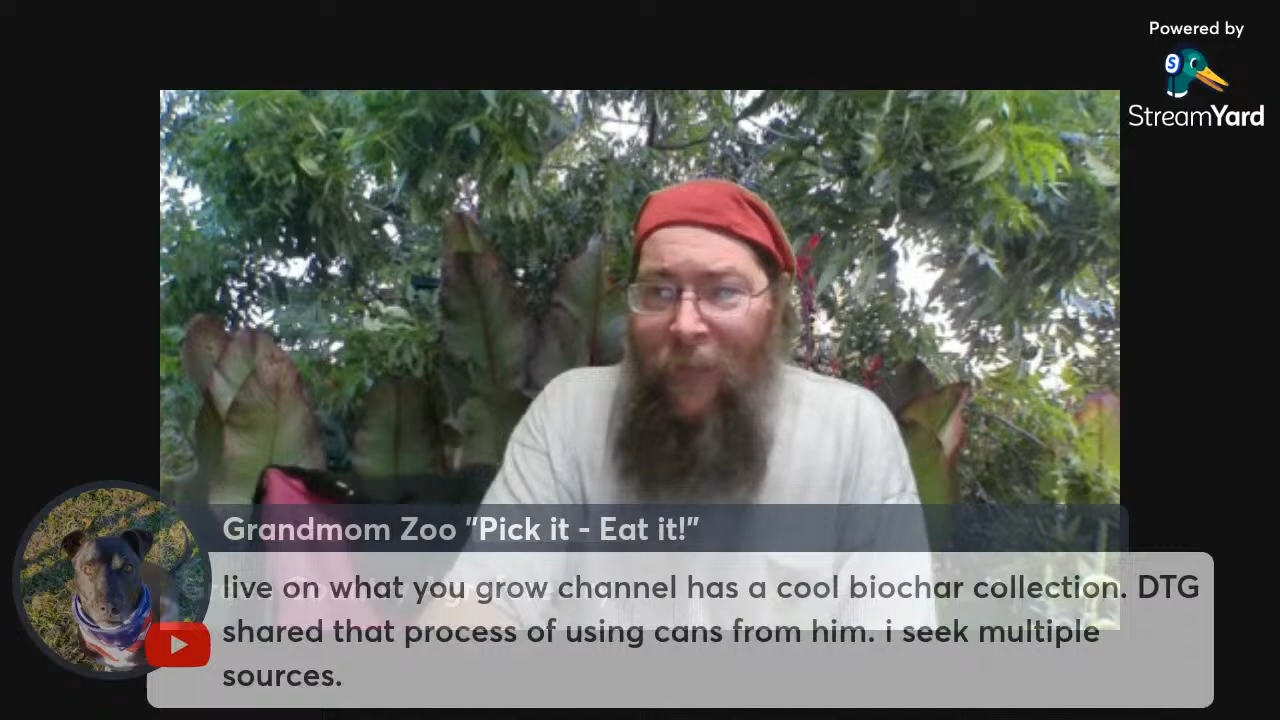 Powered by
StreamYard
Grandmom Zoo "Pick it - Eat it!"
live on what you grow channel has a cool biochar collection. DTG
shared that process of using cans from him. i seek multiple
sources.